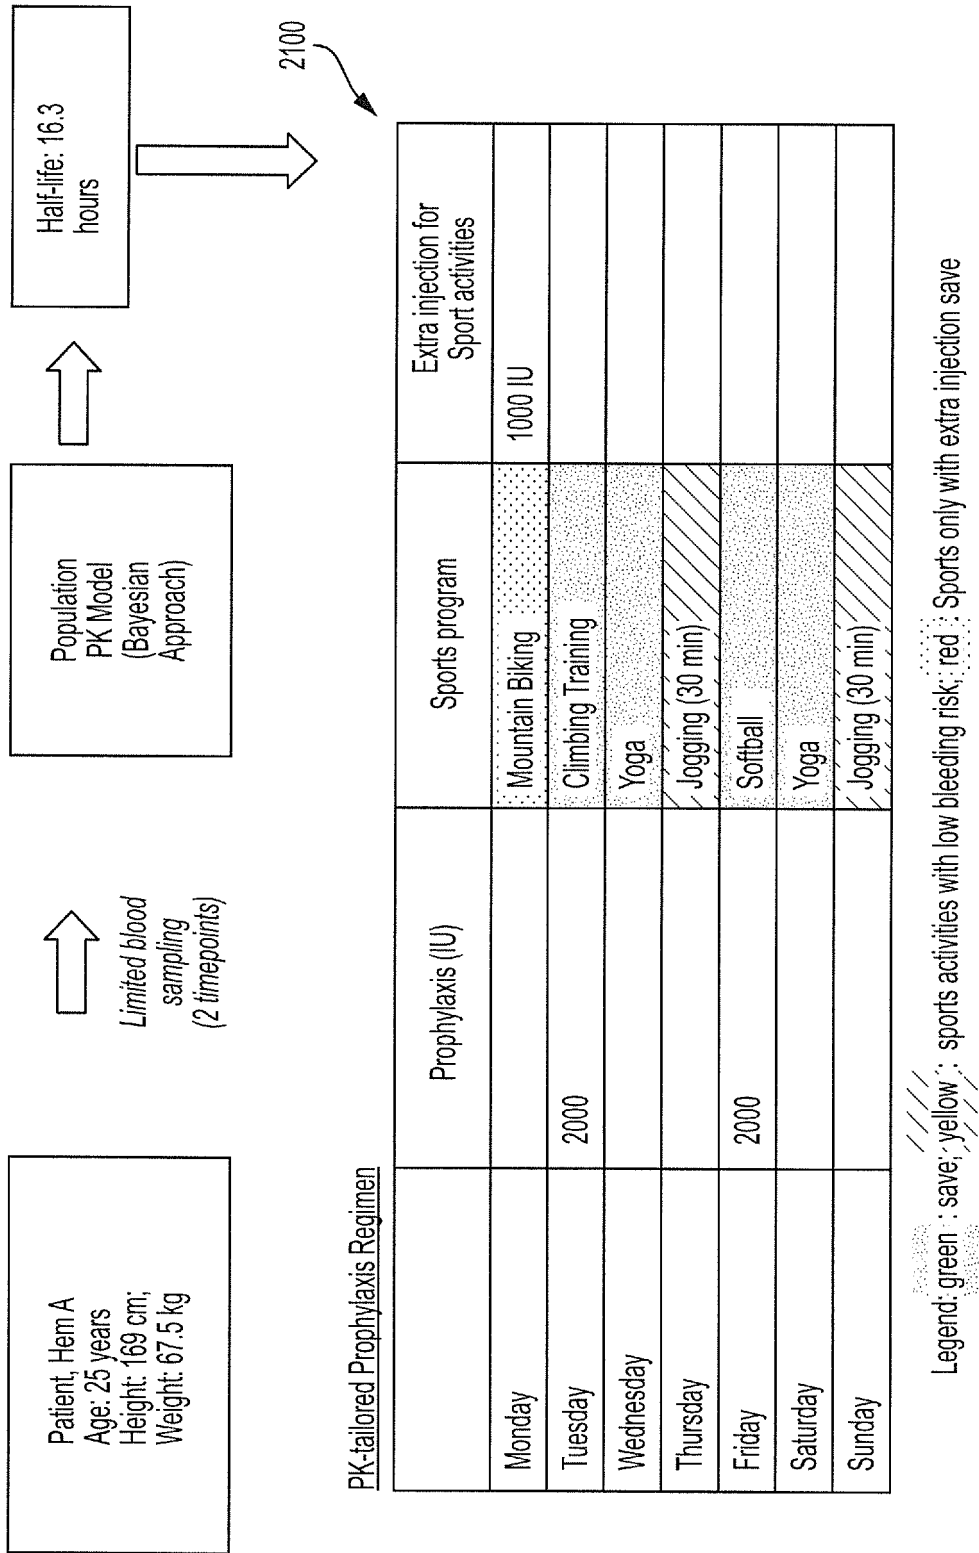 Patient, Hem A
Age: 25 years
Height: 169 cm;
Weight: 67.5 kg
Limited blood
sampling
(2 timepoints)
Population
PK Model
(Bayesian
Approach)
Half-life: 16.3
hours
2100
PK-tailored Prophylaxis Regimen
Prophylaxis (IU) Sports program Extra injection for
Sport activities
Monday Mountain Biking 1000 IU
Tuesday 2000 Climbing Training
Wednesday Yoga
Thursday Jogging (30 min)
Friday 2000 Softball
Saturday Yoga
Sunday Jogging (30 min)
Legend: green : save; yellow : sports activities with low bleeding risk; red : Sports only with extra injection save